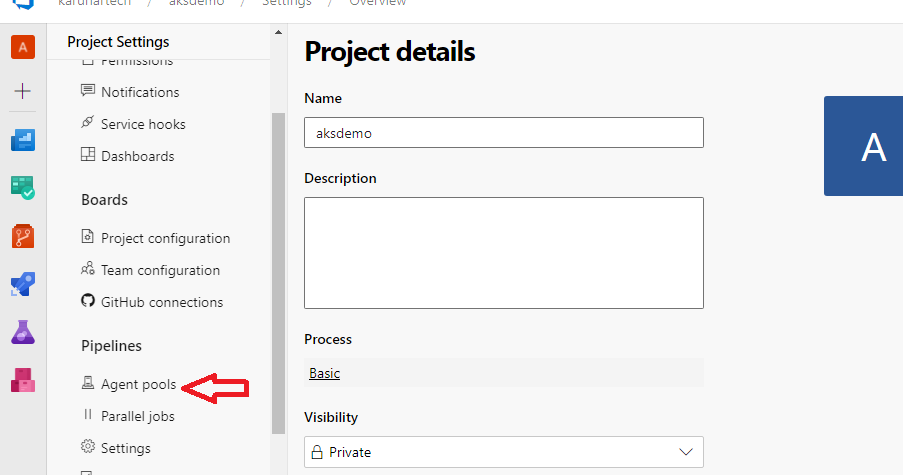 karunartech / aksdemo / Settings / Overview
Project Settings
A
Permissions
Notifications
Service hooks
Dashboards
Boards
Project configuration
Team configuration
GitHub connections
Pipelines
Agent pools
Parallel jobs
Settings
Project details
Name
aksdemo
Description
Process
Basic
Visibility
Private
A